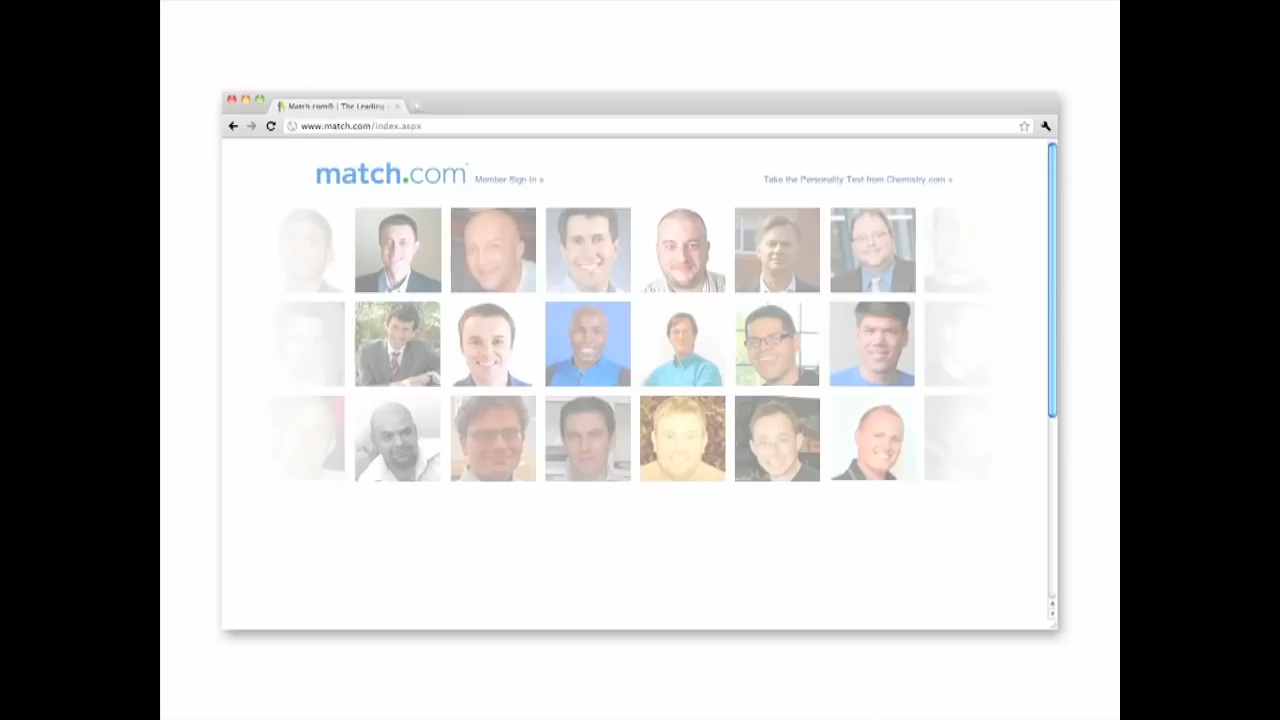 Match.com® | The Leading
www.match.com/index.aspx
match.com
Member Sign In »
Take the Personality Test from Chemistry.com »